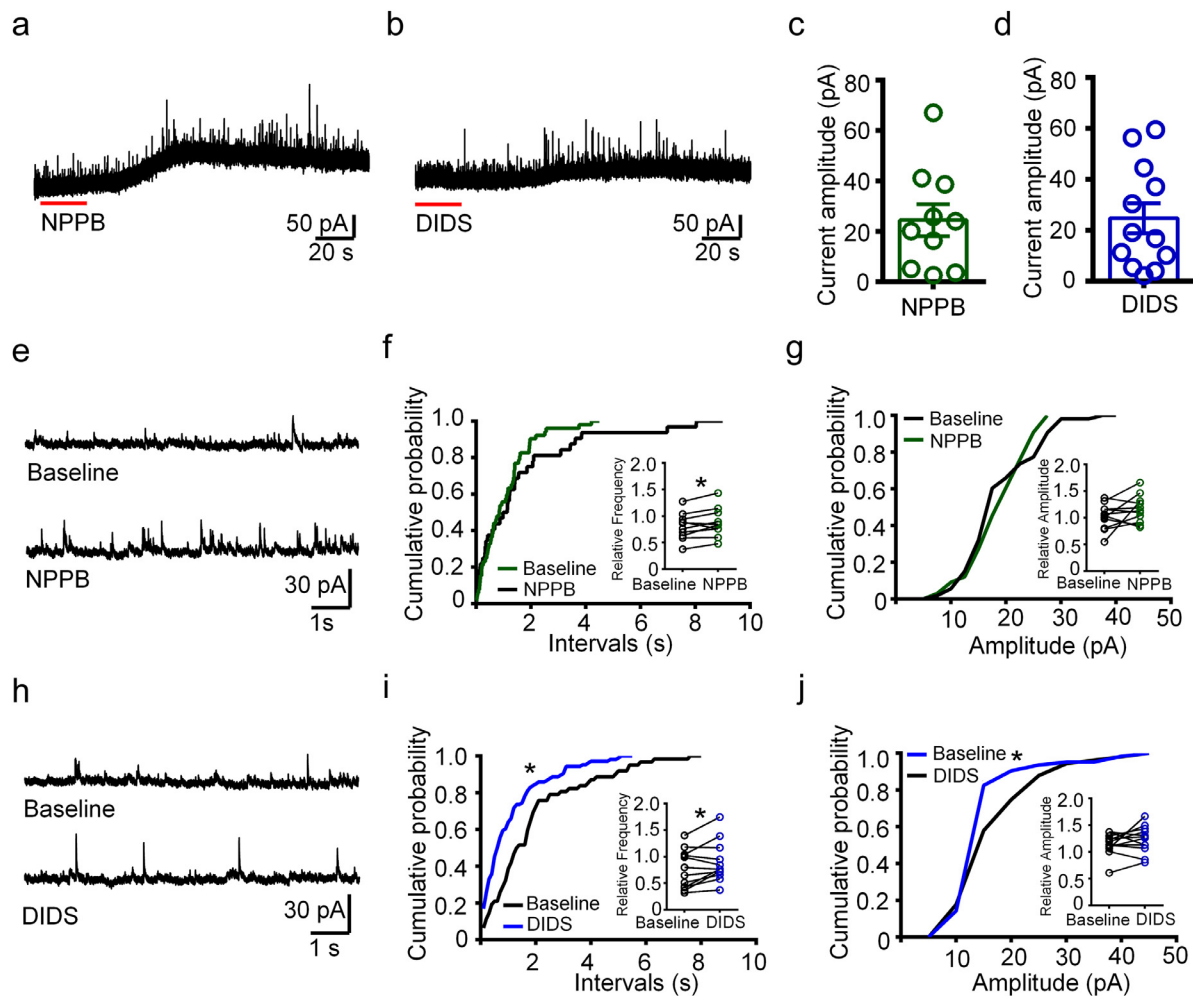 a
NPPB
50 pA
20 s
b
DIDS
50 pA
20 s
c
Current amplitude (pA)
80
60
40
20
0
NPPB
d
Current amplitude (pA)
80
60
40
20
0
DIDS
e
Baseline
NPPB
30 pA
1s
f
Cumulative probability
1.0
0.8
0.6
0.4
0.2
0
2 4 6 8 10
Intervals (s)
Baseline
NPPB
Relative Frequency
2.0
1.5
1.0
0.5
0.0
*
Baseline NPPB
g
Cumulative probability
1.0
0.8
0.6
0.4
0.2
0
10 20 30 40 50
Amplitude (pA)
Baseline
NPPB
Relative Amplitude
2.0
1.5
1.0
0.5
0
Baseline NPPB
h
Baseline
DIDS
30 pA
1 s
i
Cumulative probability
1.0
0.8
0.6
0.4
0.2
0
2 4 6 8 10
Intervals (s)
*
Baseline
DIDS
Relative Frequency
2.0
1.5
1.0
0.5
0
*
Baseline DIDS
j
Cumulative probability
1.0
0.8
0.6
0.4
0.2
0
10 20 30 40 50
Amplitude (pA)
Baseline *
DIDS
Relative Amplitude
2.0
1.5
1.0
0.5
0
Baseline DIDS